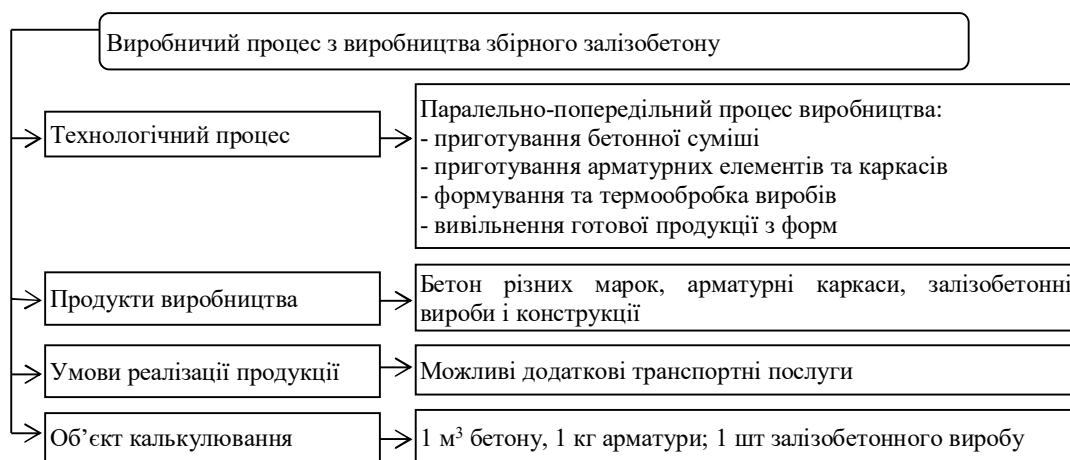 Виробничий процес з виробництва збірного залізобетону
Технологічний процес
Паралельно-попередільний процес виробництва:
- приготування бетонної суміші
- приготування арматурних елементів та каркасів
- формування та термообробка виробів
- вивільнення готової продукції з форм
Продукти виробництва
Бетон різних марок, арматурні каркаси, залізобетонні
вироби і конструкції
Умови реалізації продукції
Можливі додаткові транспортні послуги
Об’єкт калькулювання
1 м³ бетону, 1 кг арматури; 1 шт залізобетонного виробу